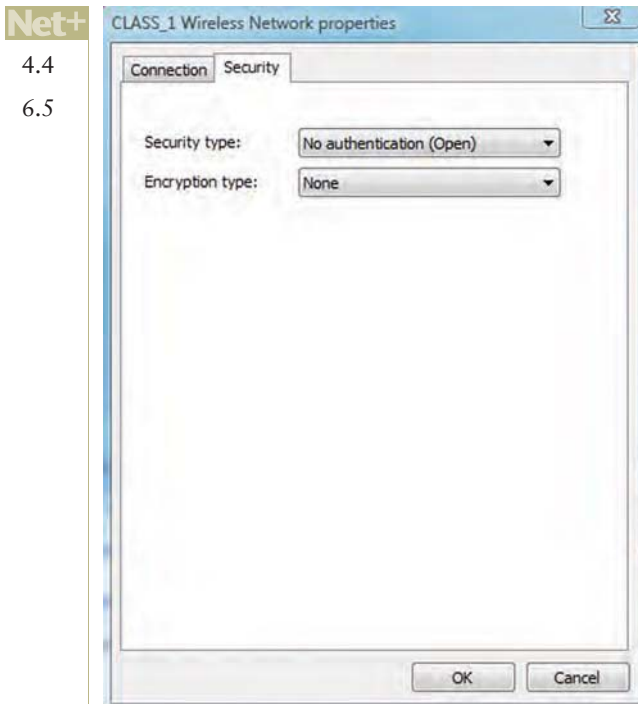 Net+
4.4
6.5
CLASS_1 Wireless Network properties
Connection
Security
Security type:
No authentication (Open)
Encryption type:
None
OK
Cancel